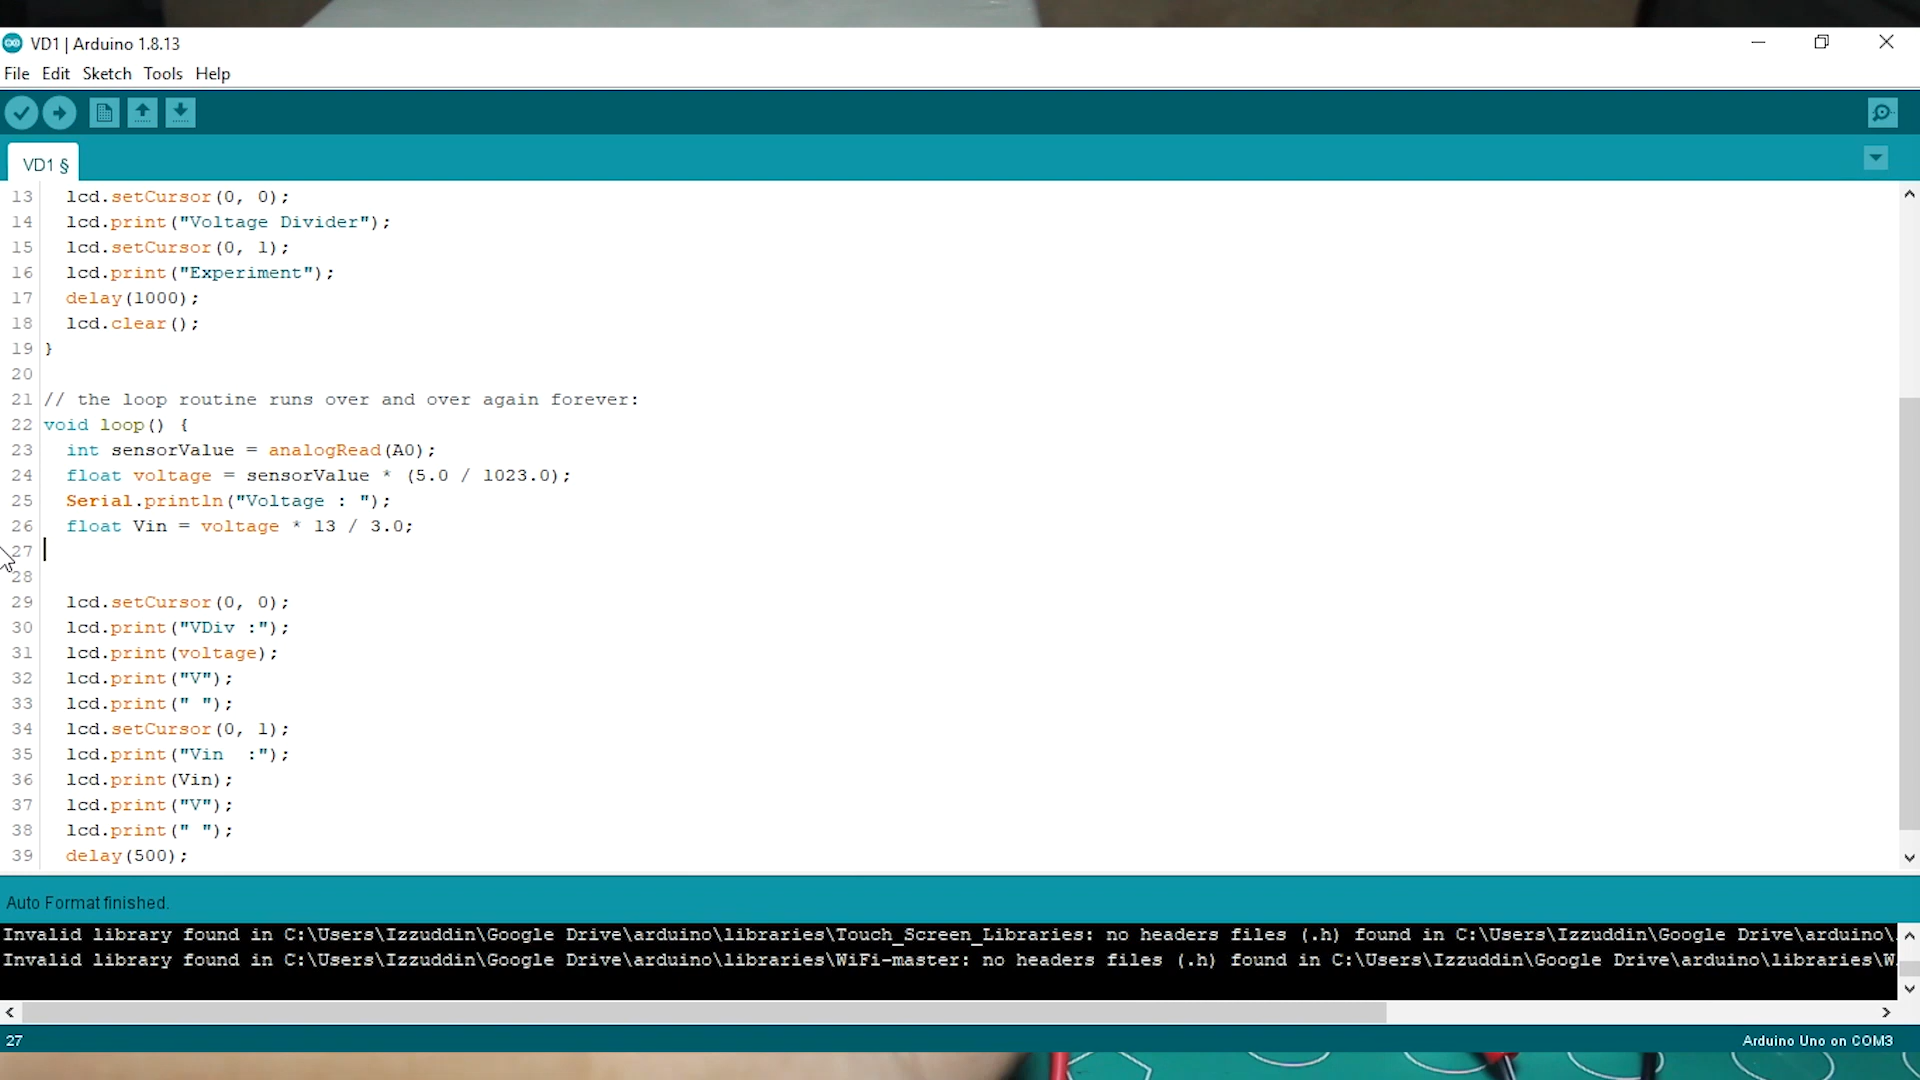 VD1 | Arduino 1.8.13
File Edit Sketch Tools Help
VD1 §
13 lcd.setCursor(0, 0);
14 lcd.print("Voltage Divider");
15 lcd.setCursor(0, 1);
16 lcd.print("Experiment");
17 delay(1000);
18 lcd.clear();
19 }
20
21 // the loop routine runs over and over again forever:
22 void loop() {
23 int sensorValue = analogRead(A0);
24 float voltage = sensorValue * (5.0 / 1023.0);
25 Serial.println("Voltage : ");
26 float Vin = voltage * 13 / 3.0;
27
28
29 lcd.setCursor(0, 0);
30 lcd.print("VDiv :");
31 lcd.print(voltage);
32 lcd.print("V");
33 lcd.print(" ");
34 lcd.setCursor(0, 1);
35 lcd.print("Vin  :");
36 lcd.print(Vin);
37 lcd.print("V");
38 lcd.print(" ");
39 delay(500);
Auto Format finished.
Invalid library found in C:\Users\Izzuddin\Google Drive\arduino\libraries\Touch_Screen_Libraries: no headers files (.h) found in C:\Users\Izzuddin\Google Drive\arduino\
Invalid library found in C:\Users\Izzuddin\Google Drive\arduino\libraries\WiFi-master: no headers files (.h) found in C:\Users\Izzuddin\Google Drive\arduino\libraries\W
27
Arduino Uno on COM3